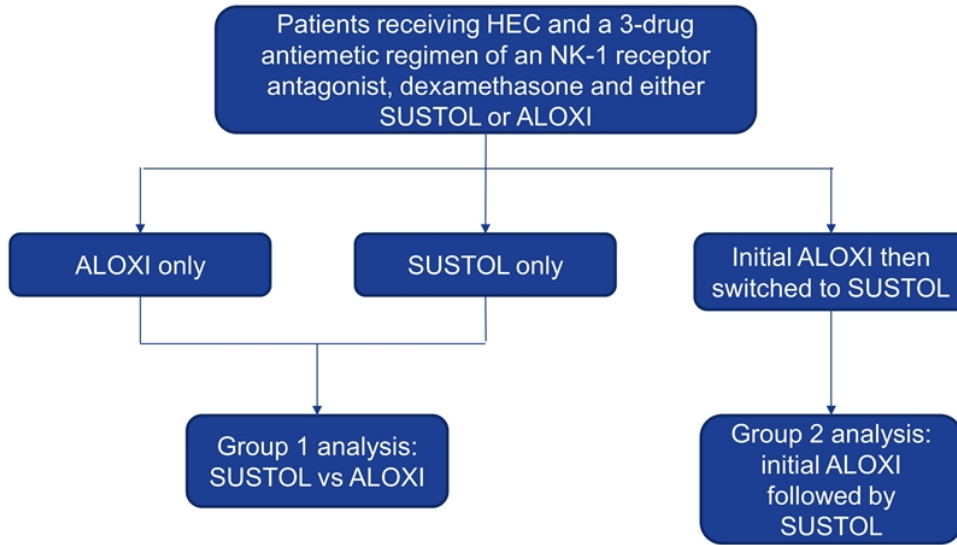 Patients receiving HEC and a 3-drug
antiemetic regimen of an NK-1 receptor
antagonist, dexamethasone and either
SUSTOL or ALOXI
ALOXI only
SUSTOL only
Initial ALOXI then
switched to SUSTOL
Group 1 analysis:
SUSTOL vs ALOXI
Group 2 analysis:
initial ALOXI
followed by
SUSTOL